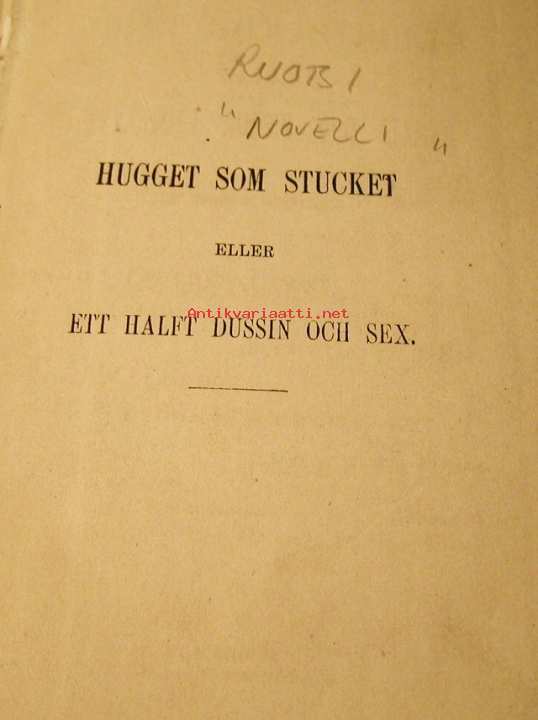 RUOTSI
"NOVELLI"
HUGGET SOM STUCKET
ELLER
ETT HALFT DUSSIN OCH SEX.
Antikvariaatti.net